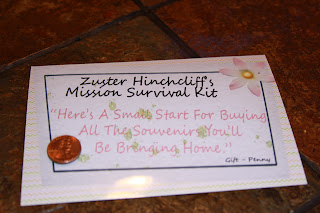 Zuster Hinchcliff's
Mission Survival Kit
"Here's A Small Start For Buying
All The Souvenirs You'll
Be Bringing Home."
Gift - Penny